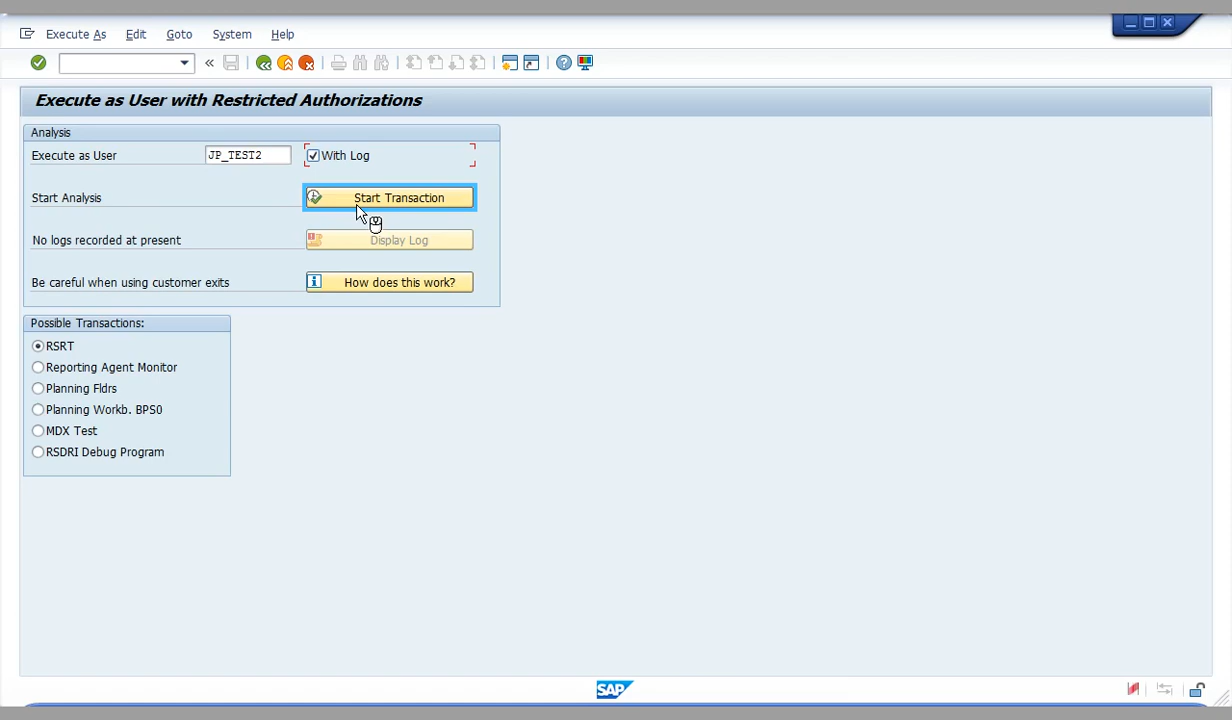 Execute As Edit Goto System Help
Execute as User with Restricted Authorizations
Analysis
Execute as User JP_TEST2 With Log
Start Analysis Start Transaction
No logs recorded at present Display Log
Be careful when using customer exits How does this work?
Possible Transactions:
RSRT
Reporting Agent Monitor
Planning Fldrs
Planning Workb. BPS0
MDX Test
RSDRI Debug Program
SAP